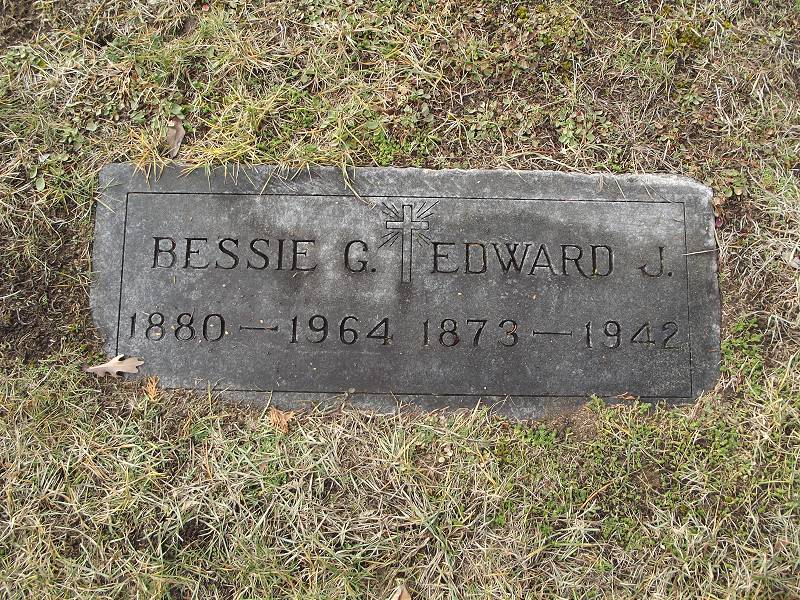 BESSIE G. EDWARD J.
1880 — 1964 1873 — 1942